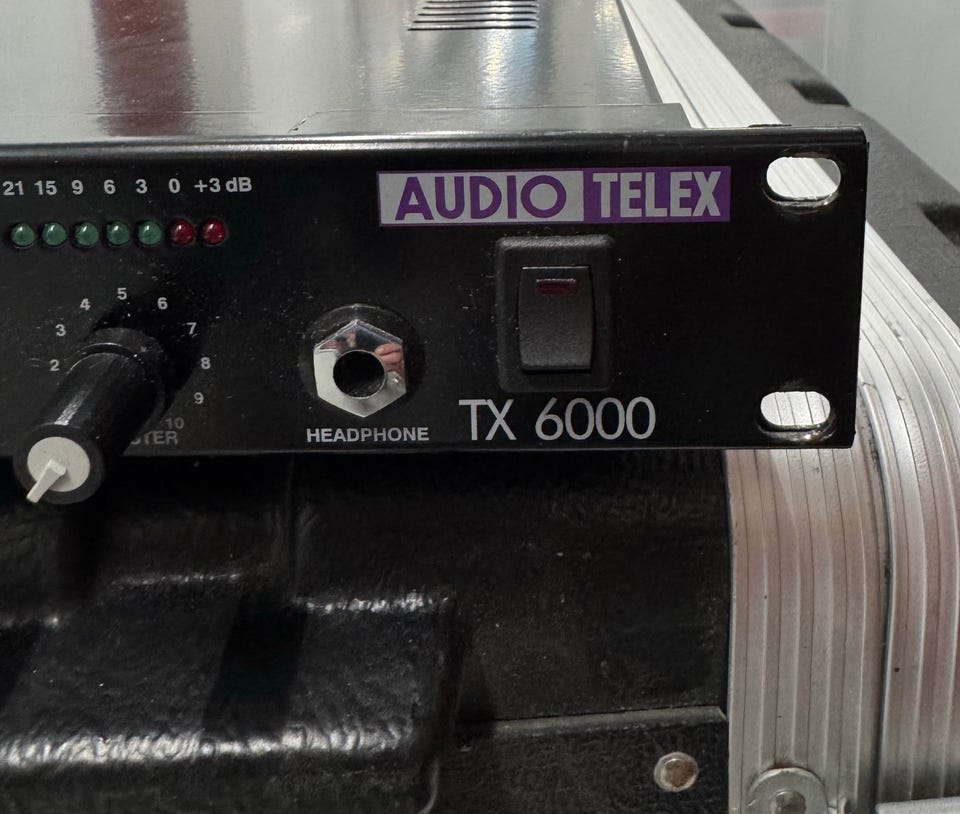 21 15 9 6 3 0 +3 dB
AUDIO TELEX
2 3 4 5 6 7 8 9 10
HEADPHONE
TX 6000